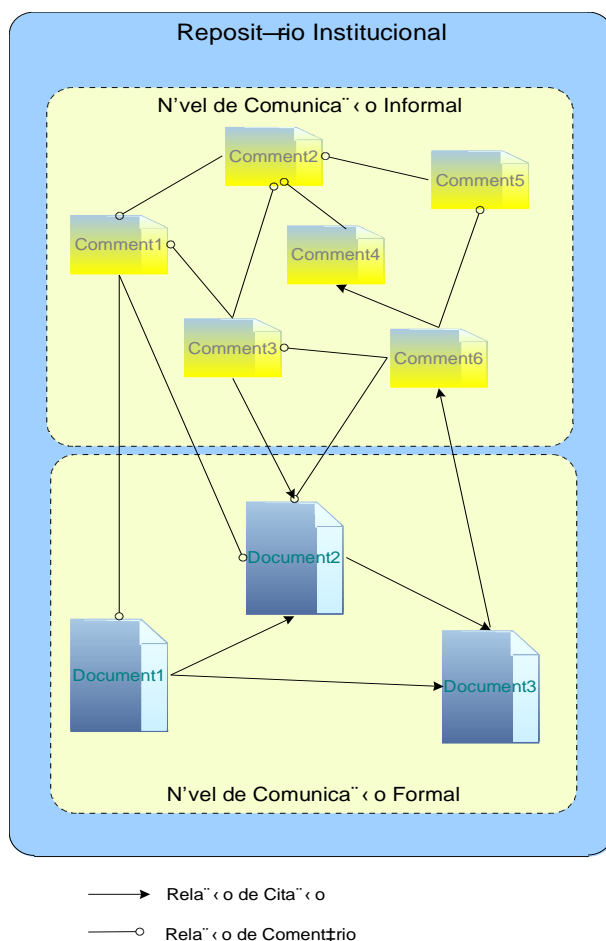 Reposit—rio Institucional
N'vel de Comunica¨‹o Informal
Comment2
Comment5
Comment1
Comment4
Comment3
Comment6
Document2
Document1
Document3
N'vel de Comunica¨‹o Formal
Rela¨‹o de Cita¨‹o
Rela¨‹o de Coment‡rio